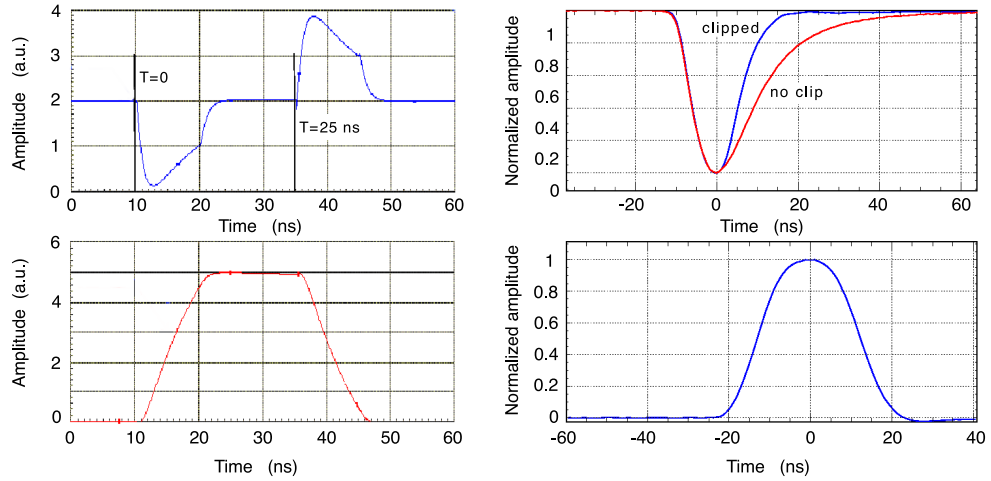 Amplitude (a.u.)
4
3
2
1
0
T=0
T=25 ns
0 10 20 30 40 50 60
Time (ns)
Normalized amplitude
1
0.8
0.6
0.4
0.2
0
clipped
no clip
-20 0 20 40 60
Time (ns)
Amplitude (a.u.)
6
4
2
0
0 10 20 30 40 50 60
Time (ns)
Normalized amplitude
1
0.8
0.6
0.4
0.2
0
-60 -40 -20 0 20 40
Time (ns)